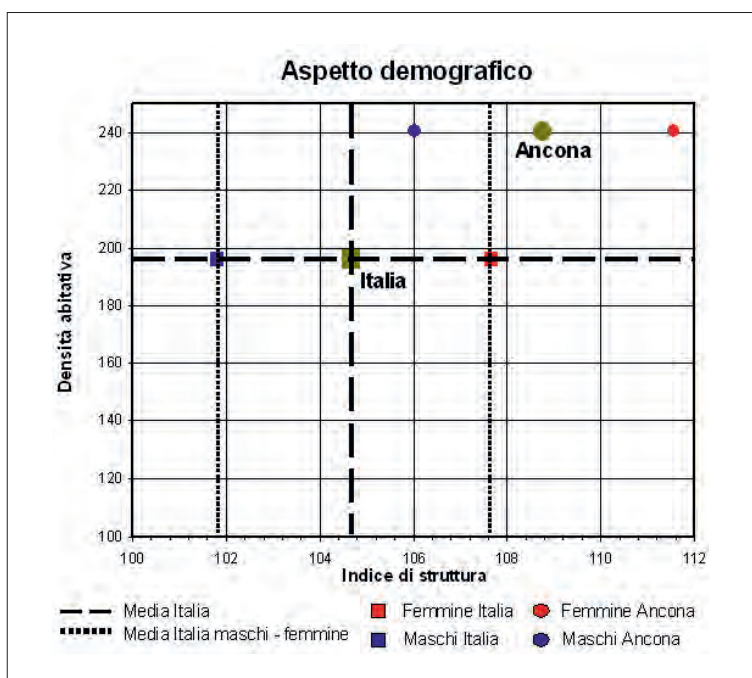 Aspetto demografico
Densità abitativa
240
220
200
180
160
140
120
100
Ancona
Italia
100 102 104 106 108 110 112
Indice di struttura
Media Italia
Media Italia maschi - femmine
Femmine Italia
Maschi Italia
Femmine Ancona
Maschi Ancona